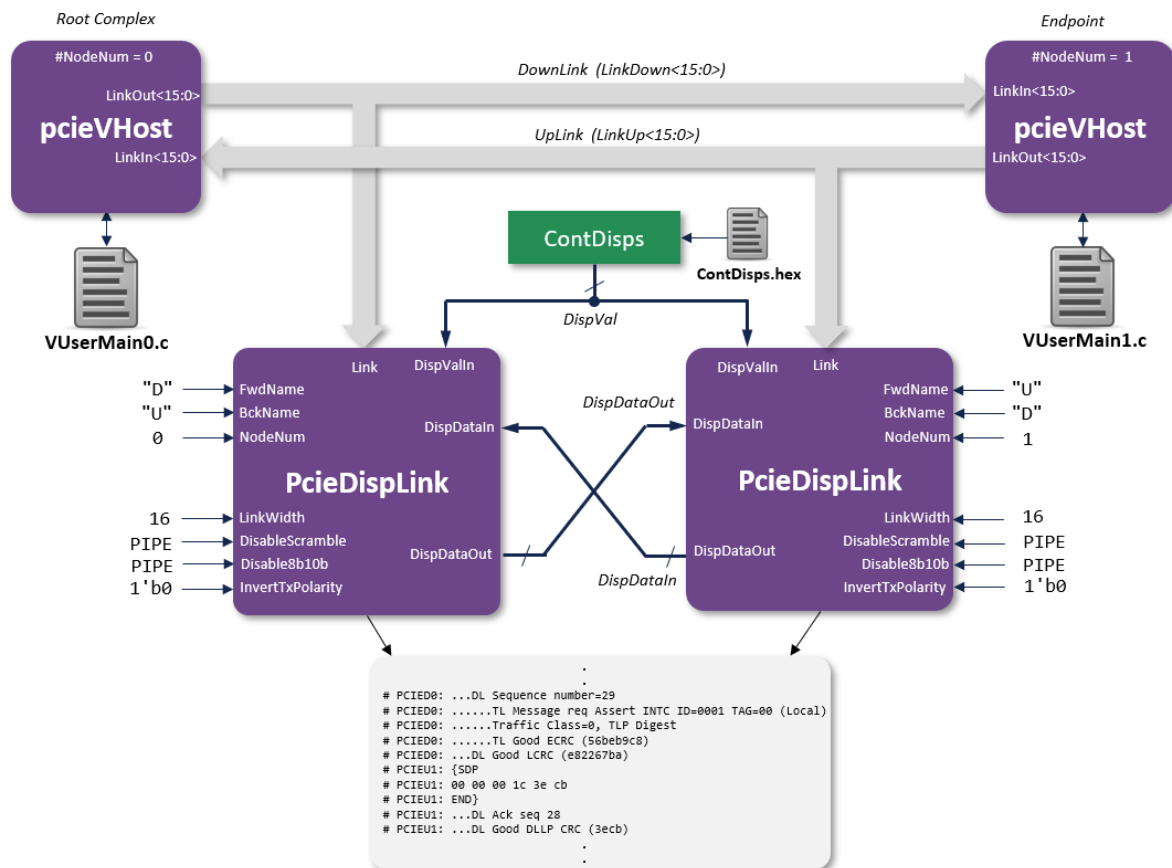 Root Complex
Endpoint
#NodeNum = 0
#NodeNum = 1
DownLink (LinkDown<15:0>)
LinkOut<15:0>
LinkIn<15:0>
pcieVHost
pcieVHost
UpLink (LinkUp<15:0>)
LinkIn<15:0>
LinkOut<15:0>
ContDisps
ContDisps.hex
VUserMain0.c
VUserMain1.c
DispVal
Link
DispValIn
DispValIn
Link
"D"
FwdName
FwdName
"U"
"U"
BckName
DispDataOut
BckName
"D"
0
NodeNum
DispDataIn
DispDataIn
NodeNum
1
PcieDispLink
PcieDispLink
16
LinkWidth
LinkWidth
16
PIPE
DisableScramble
DisableScramble
PIPE
DispDataOut
DispDataOut
PIPE
Disable8b10b
Disable8b10b
PIPE
1'b0
InvertTxPolarity
DispDataIn
InvertTxPolarity
1'b0
.
.
# PCIED0: ...DL Sequence number=29
# PCIED0: ......TL Message req Assert INTC ID=0001 TAG=00 (Local)
# PCIED0: ......Traffic Class=0, TLP Digest
# PCIED0: ......TL Good ECRC (56beb9c8)
# PCIED0: ...DL Good LCRC (e82267ba)
# PCIEU1: {SDP
# PCIEU1: 00 00 00 1c 3e cb
# PCIEU1: END}
# PCIEU1: ...DL Ack seq 28
# PCIEU1: ...DL Good DLLP CRC (3ecb)
.
.